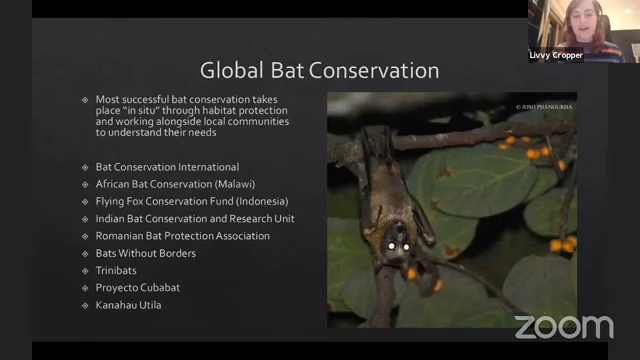 Livvy Cropper
Global Bat Conservation
Most successful bat conservation takes
place "in situ" through habitat protection
and working alongside local communities
to understand their needs
Bat Conservation International
African Bat Conservation (Malawi)
Flying Fox Conservation Fund (Indonesia)
Indian Bat Conservation and Research Unit
Romanian Bat Protection Association
Bats Without Borders
Trinibats
Proyecto Cubabat
Kanahau Utila
© JOSH PHANGURHA
zoom